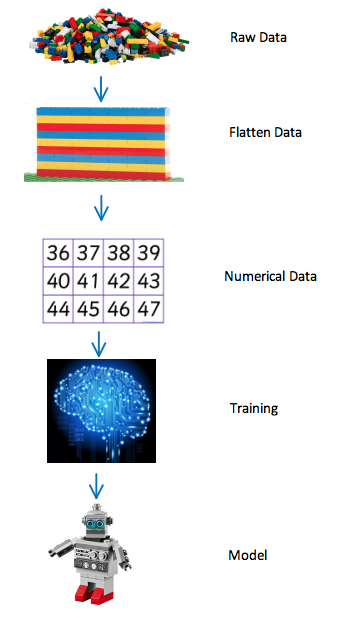 Raw Data
Flatten Data
36 37 38 39
40 41 42 43
44 45 46 47
Numerical Data
Training
Model